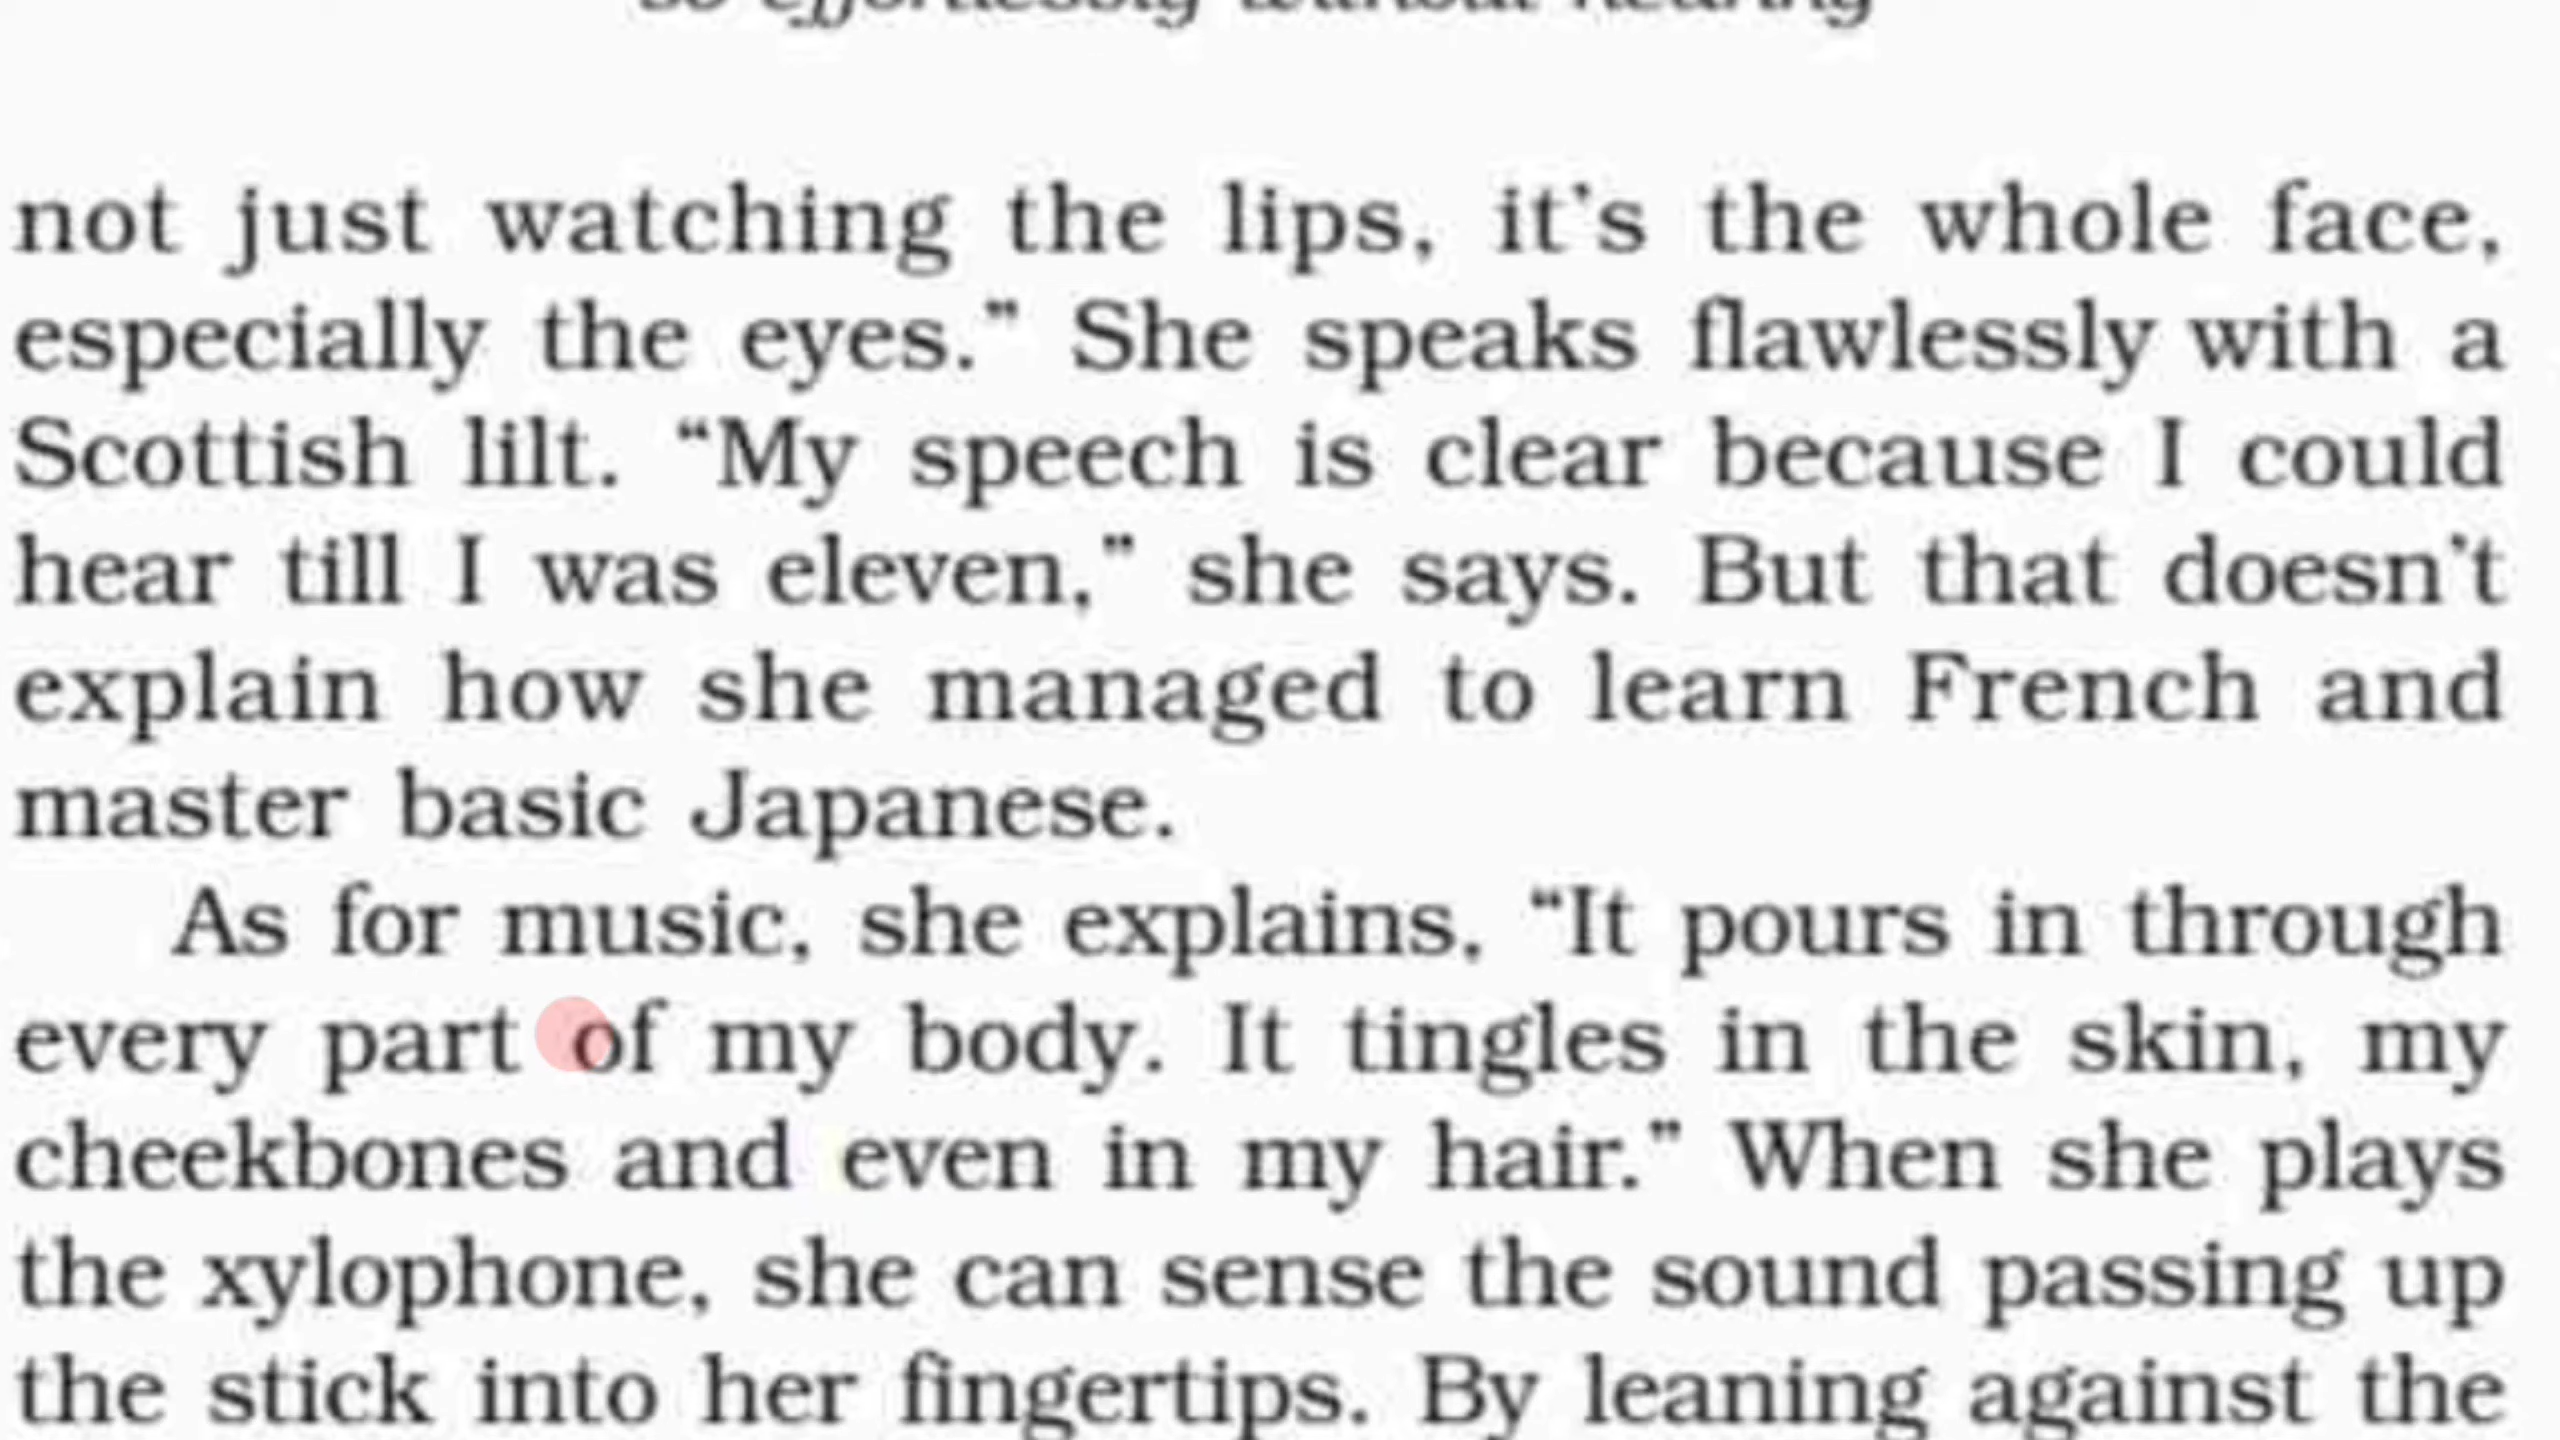 so effortlessly without hearing
not just watching the lips, it's the whole face,
especially the eyes.” She speaks flawlessly with a
Scottish lilt. “My speech is clear because I could
hear till I was eleven,” she says. But that doesn't
explain how she managed to learn French and
master basic Japanese.
As for music, she explains, “It pours in through
every part of my body. It tingles in the skin, my
cheekbones and even in my hair.” When she plays
the xylophone, she can sense the sound passing up
the stick into her fingertips. By leaning against the